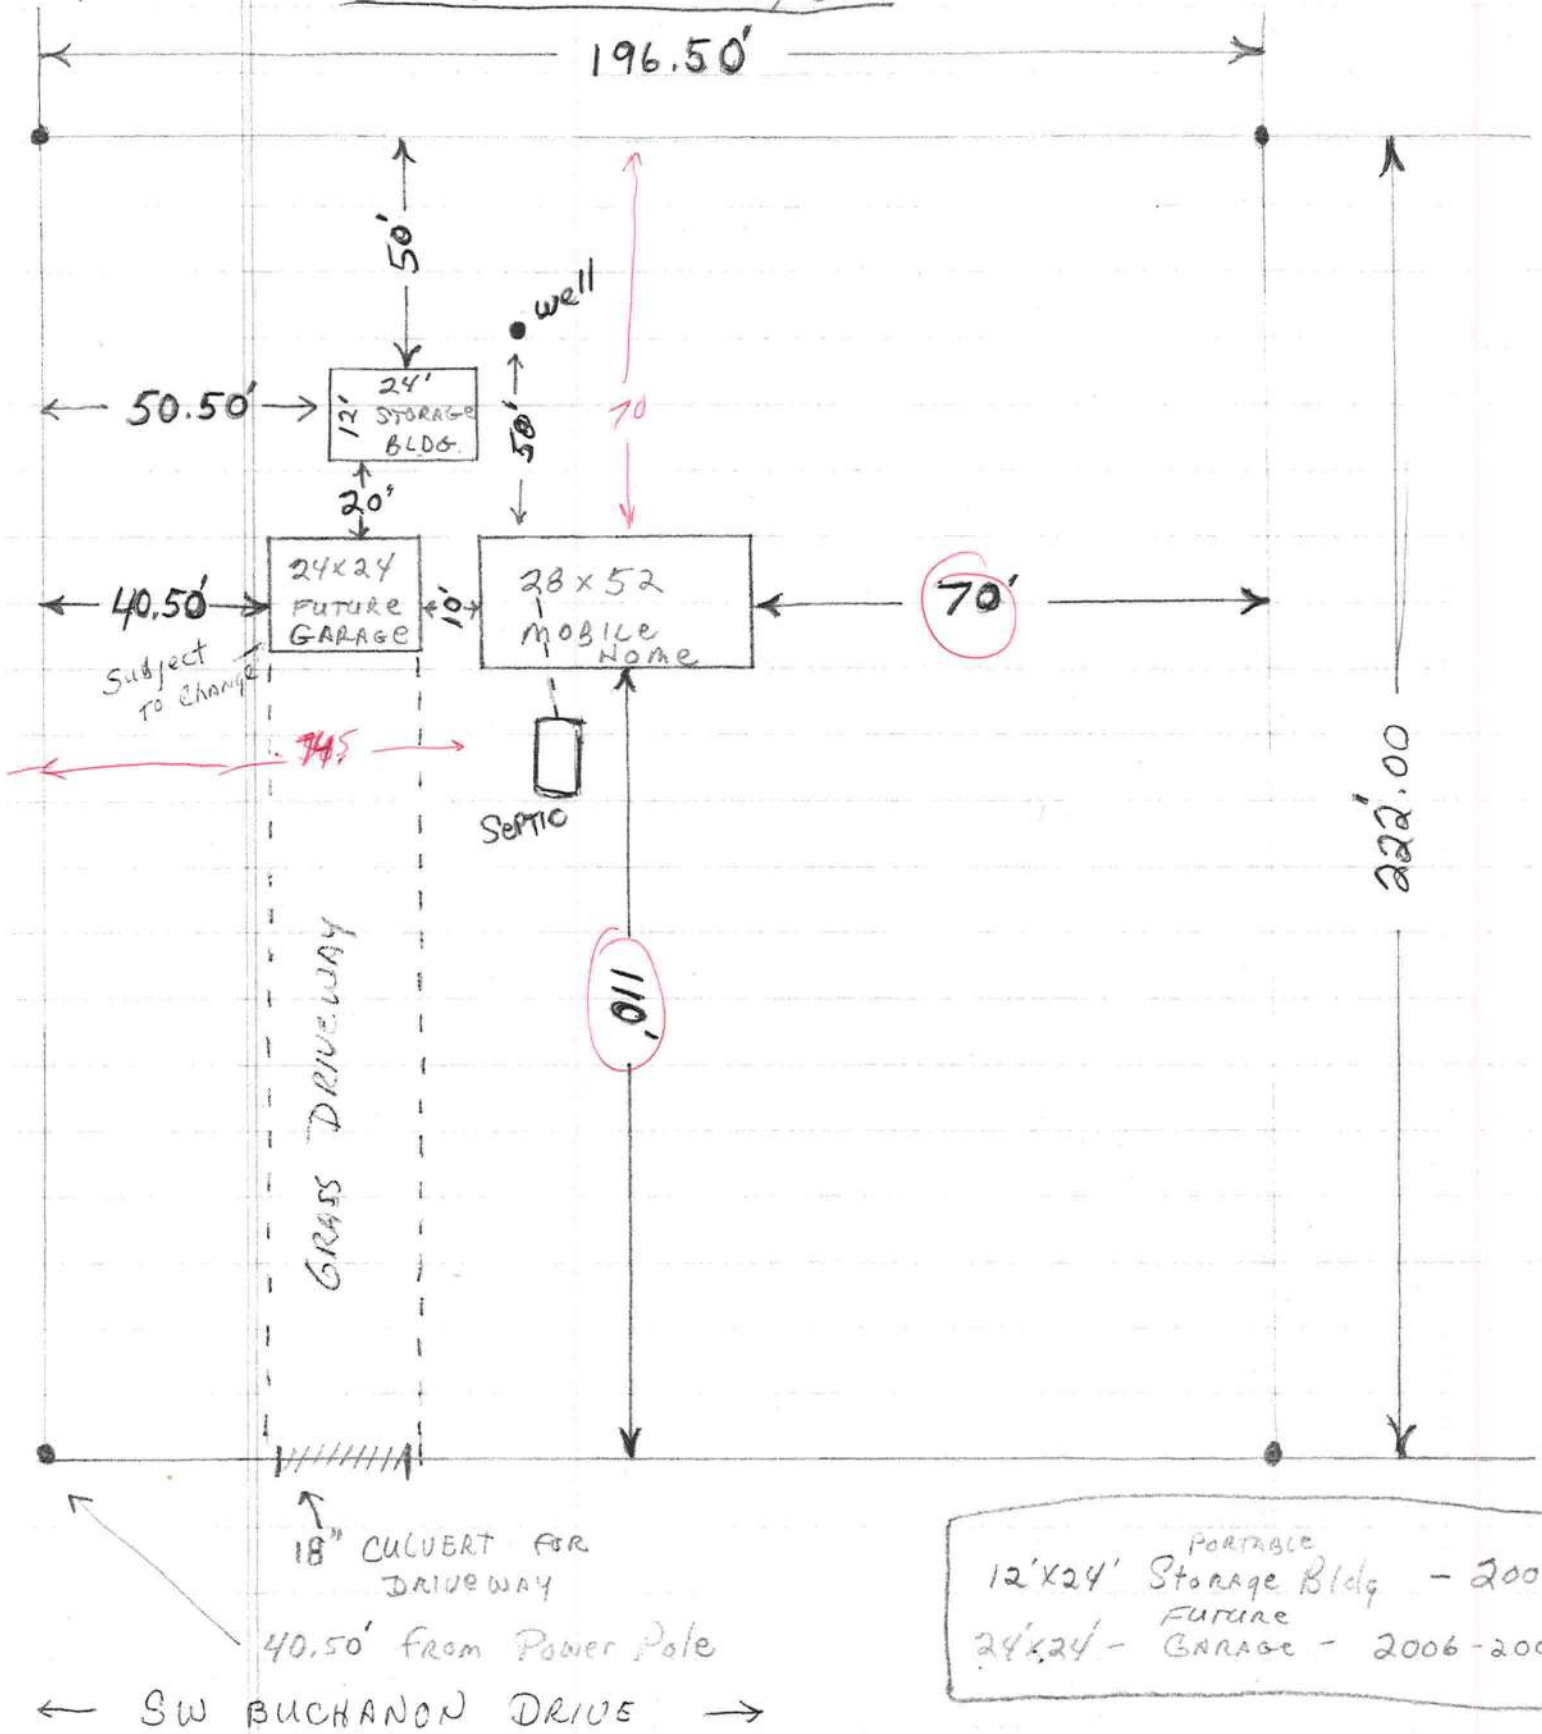 196.50'
50'
well
50.50'
24'
12'
STORAGE
BLDG.
50'
70
20'
24x24
FUTURE
GARAGE
40.50'
10'
28 x 52
MOBILE
HOME
70'
Subject
TO Change
SEPTIC
222.00'
GRASS DRIVEWAY
110'
18" CULVERT FOR
DRIVEWAY
40.50' From Power Pole
← SW BUCHANON DRIVE →
PORTABLE
12'X24' Storage Bldg - 200
FUTURE
24'X24' - GARAGE - 2006-200